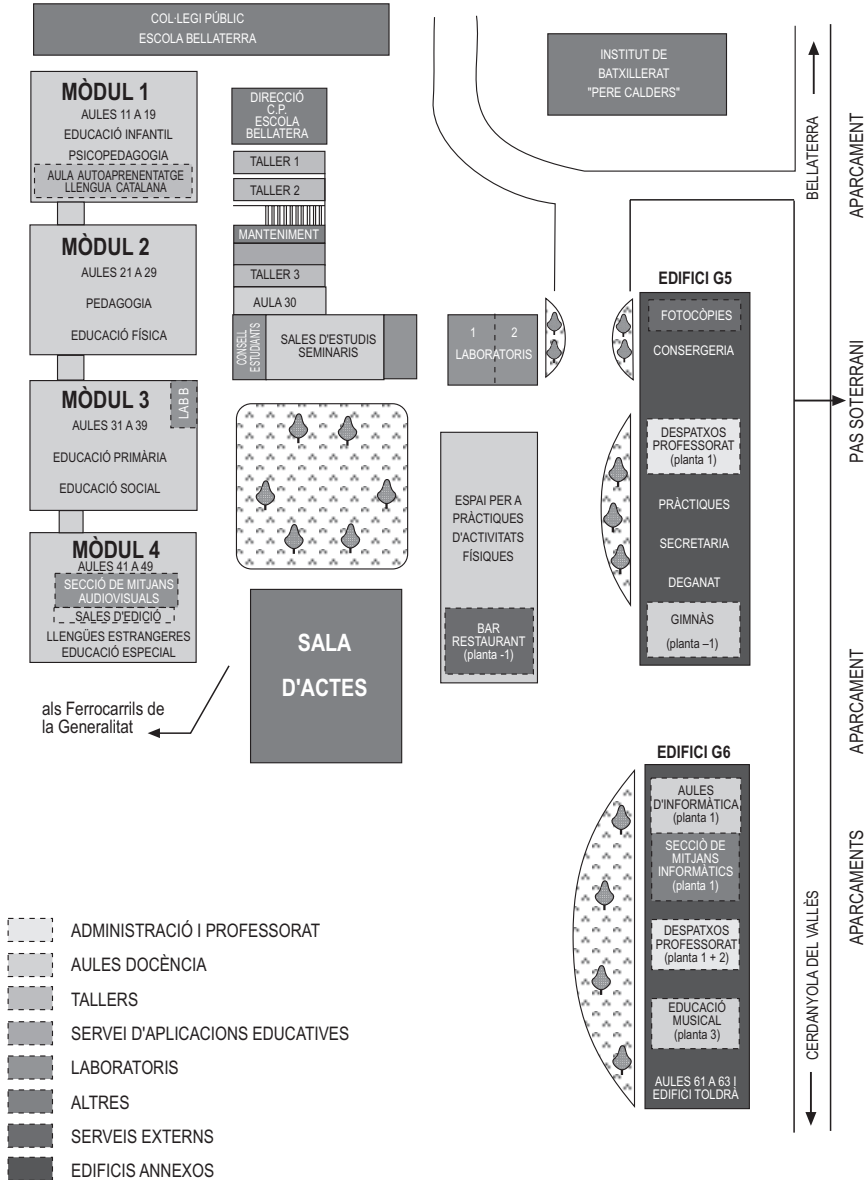 COL·LEGI PÚBLIC
ESCOLA BELLATERRA
INSTITUT DE
BATXILLERAT
"PERE CALDERS"
MÒDUL 1
AULES 11 A 19
EDUCACIÓ INFANTIL
PSICOPEDAGOGIA
AULA AUTOAPRENENTATGE
LLENGUA CATALANA
DIRECCIÓ
C.P.
ESCOLA
BELLATERA
TALLER 1
TALLER 2
MANTENIMENT
TALLER 3
AULA 30
CONSELL
ESTUDIANTS
SALES D'ESTUDIS
SEMINARIS
1 2
LABORATORIS
MÒDUL 2
AULES 21 A 29
PEDAGOGIA
EDUCACIÓ FÍSICA
MÒDUL 3
LAB B
AULES 31 A 39
EDUCACIÓ PRIMÀRIA
EDUCACIÓ SOCIAL
MÒDUL 4
AULES 41 A 49
SECCIÓ DE MITJANS
AUDIOVISUALS
SALES D'EDICIÓ
LLENGÜES ESTRANGERES
EDUCACIÓ ESPECIAL
als Ferrocarrils de
la Generalitat
SALA
D'ACTES
ESPAI PER A
PRÀCTIQUES
D'ACTIVITATS
FÍSIQUES
BAR
RESTAURANT
(planta -1)
EDIFICI G5
FOTOCÒPIES
CONSERGERIA
DESPATXOS
PROFESSORAT
(planta 1)
PRÀCTIQUES
SECRETARIA
DEGANAT
GIMNÀS
(planta –1)
EDIFICI G6
AULES
D'INFORMÀTICA
(planta 1)
SECCIÒ DE
MITJANS
INFORMÀTICS
(planta 1)
DESPATXOS
PROFESSORAT
(planta 1 + 2)
EDUCACIÓ
MUSICAL
(planta 3)
AULES 61 A 63 I
EDIFICI TOLDRÀ
BELLATERRA
APARCAMENT
PAS SOTERRANI
APARCAMENT
APARCAMENTS
CERDANYOLA DEL VALLÈS
ADMINISTRACIÓ I PROFESSORAT
AULES DOCÈNCIA
TALLERS
SERVEI D'APLICACIONS EDUCATIVES
LABORATORIS
ALTRES
SERVEIS EXTERNS
EDIFICIS ANNEXOS